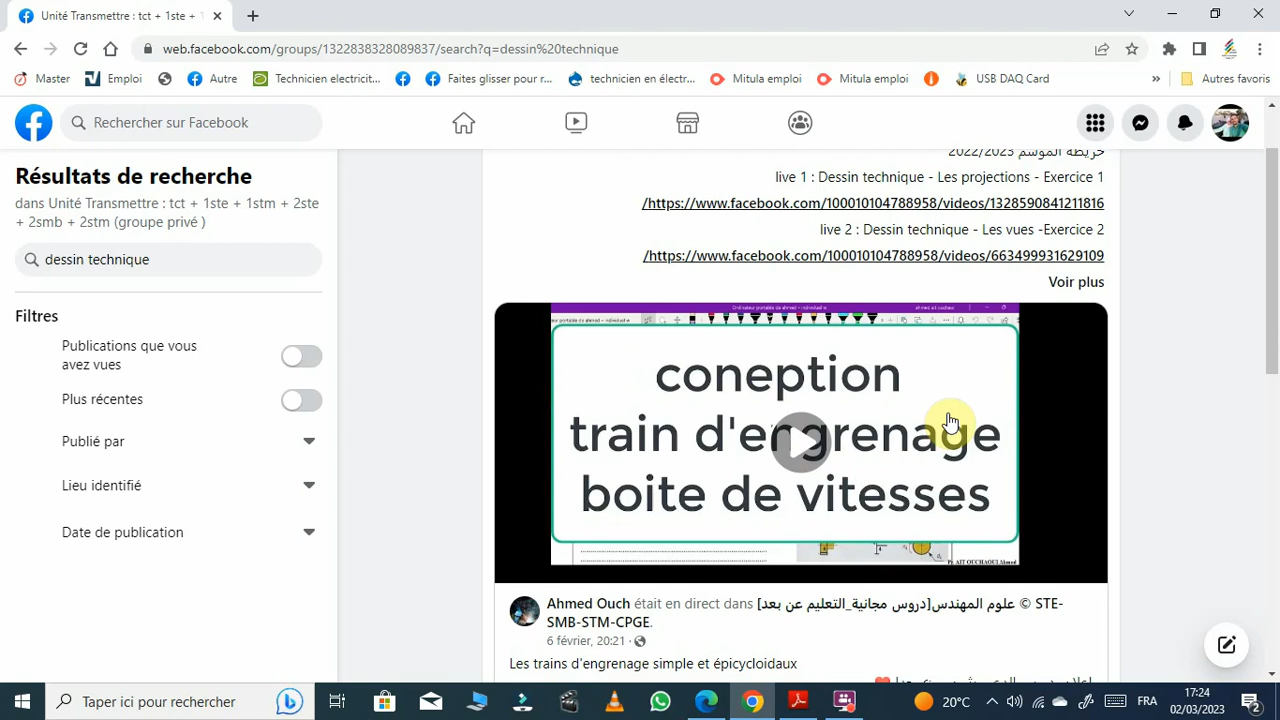 Unité Transmettre : tct + 1ste + 1
web.facebook.com/groups/1322838328089837/search?q=dessin%20technique
Master
Emploi
Autre
Technicien electricit...
Faites glisser pour r...
technicien en électr...
Mitula emploi
Mitula emploi
USB DAQ Card
»
Autres favoris
Rechercher sur Facebook
Résultats de recherche
dans Unité Transmettre : tct + 1ste + 1stm + 2ste
+ 2smb + 2stm (groupe privé )
dessin technique
Filtres
Publications que vous
avez vues
Plus récentes
Publié par
Lieu identifié
Date de publication
خريطة الموسم 2022/2023
live 1 : Dessin technique - Les projections - Exercice 1
/https://www.facebook.com/100010104788958/videos/1328590841211816
live 2 : Dessin technique - Les vues -Exercice 2
/https://www.facebook.com/100010104788958/videos/663499931629109
Voir plus
coneption
train d'engrenage
boite de vitesses
Pr. AIT OUCHAOUI Ahmed
Ahmed Ouch était en direct dans علوم المهندس[دروس مجانية_التعليم عن بعد] © STE-
SMB-STM-CPGE.
6 février, 20:21 ·
Les trains d'engrenage simple et épicycloidaux
Taper ici pour rechercher
20°C
FRA
17:24
02/03/2023
2